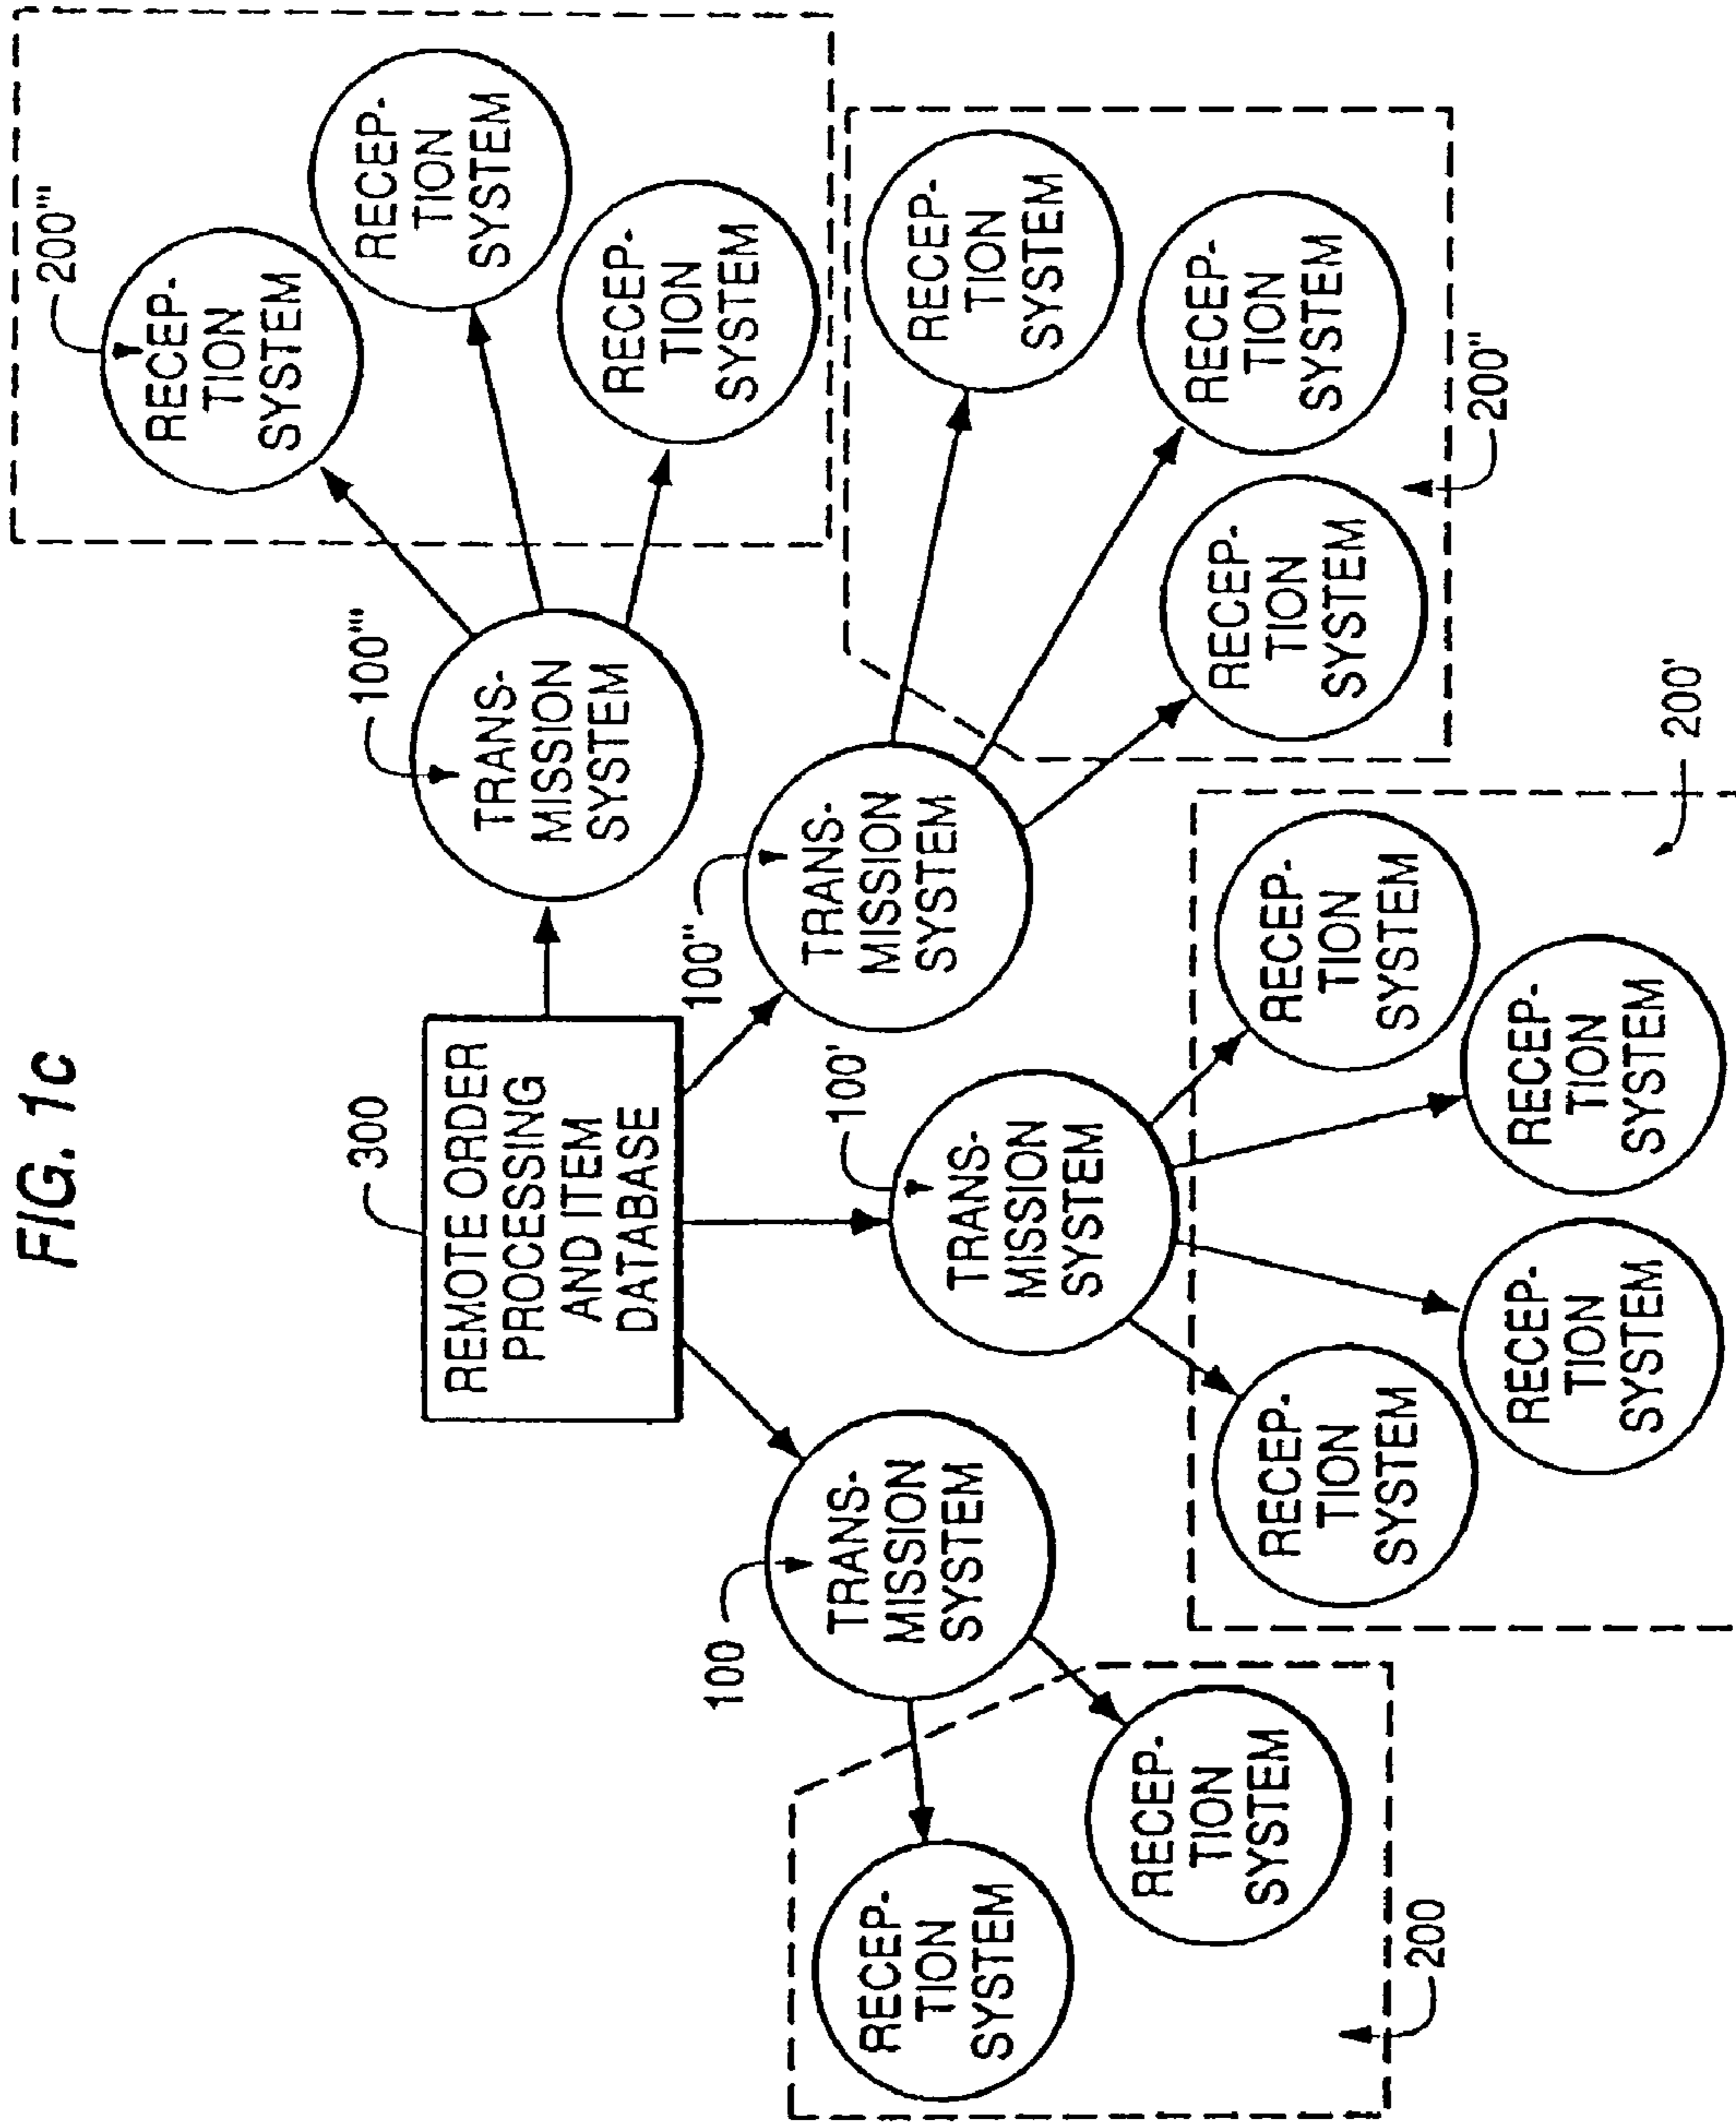 FIG. 1c
300
REMOTE ORDER
PROCESSING
AND ITEM
DATABASE
100
TRANS-
MISSION
SYSTEM
100'
TRANS-
MISSION
SYSTEM
100"
TRANS-
MISSION
SYSTEM
100'''
TRANS-
MISSION
SYSTEM
RECEP-
TION
SYSTEM
RECEP-
TION
SYSTEM
200
RECEP-
TION
SYSTEM
RECEP-
TION
SYSTEM
RECEP-
TION
SYSTEM
RECEP-
TION
SYSTEM
200'
RECEP-
TION
SYSTEM
RECEP-
TION
SYSTEM
RECEP-
TION
SYSTEM
200"
200"
RECEP-
TION
SYSTEM
RECEP-
TION
SYSTEM
RECEP-
TION
SYSTEM